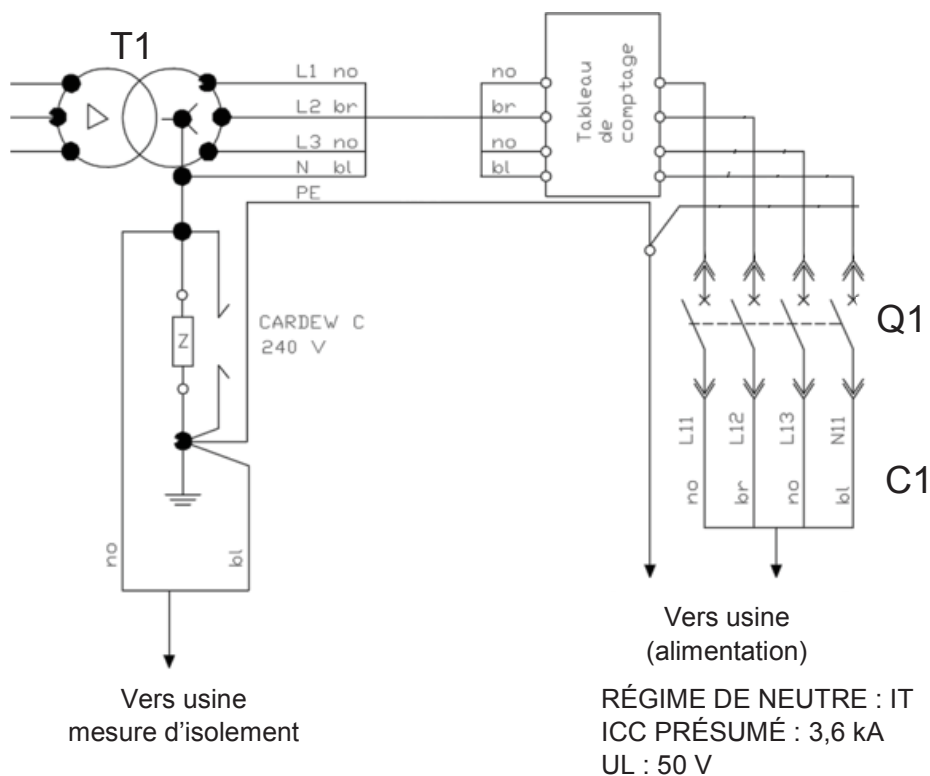 T1
L1 no
L2 br
L3 no
N bl
PE
no
br
no
bl
Tableau
de
comptage
CARDEW C
240 V
Z
Q1
L11
L12
L13
N11
no
br
no
bl
C1
no
bl
Vers usine
mesure d'isolement
Vers usine
(alimentation)
RÉGIME DE NEUTRE : IT
ICC PRÉSUMÉ : 3,6 kA
UL : 50 V